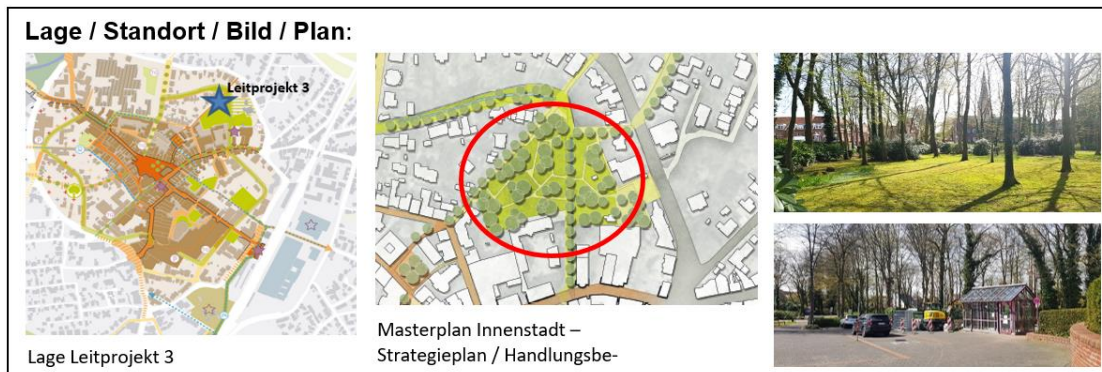 Lage / Standort / Bild / Plan:
Leitprojekt 3
Lage Leitprojekt 3
Masterplan Innenstadt –
Strategieplan / Handlungsbe-